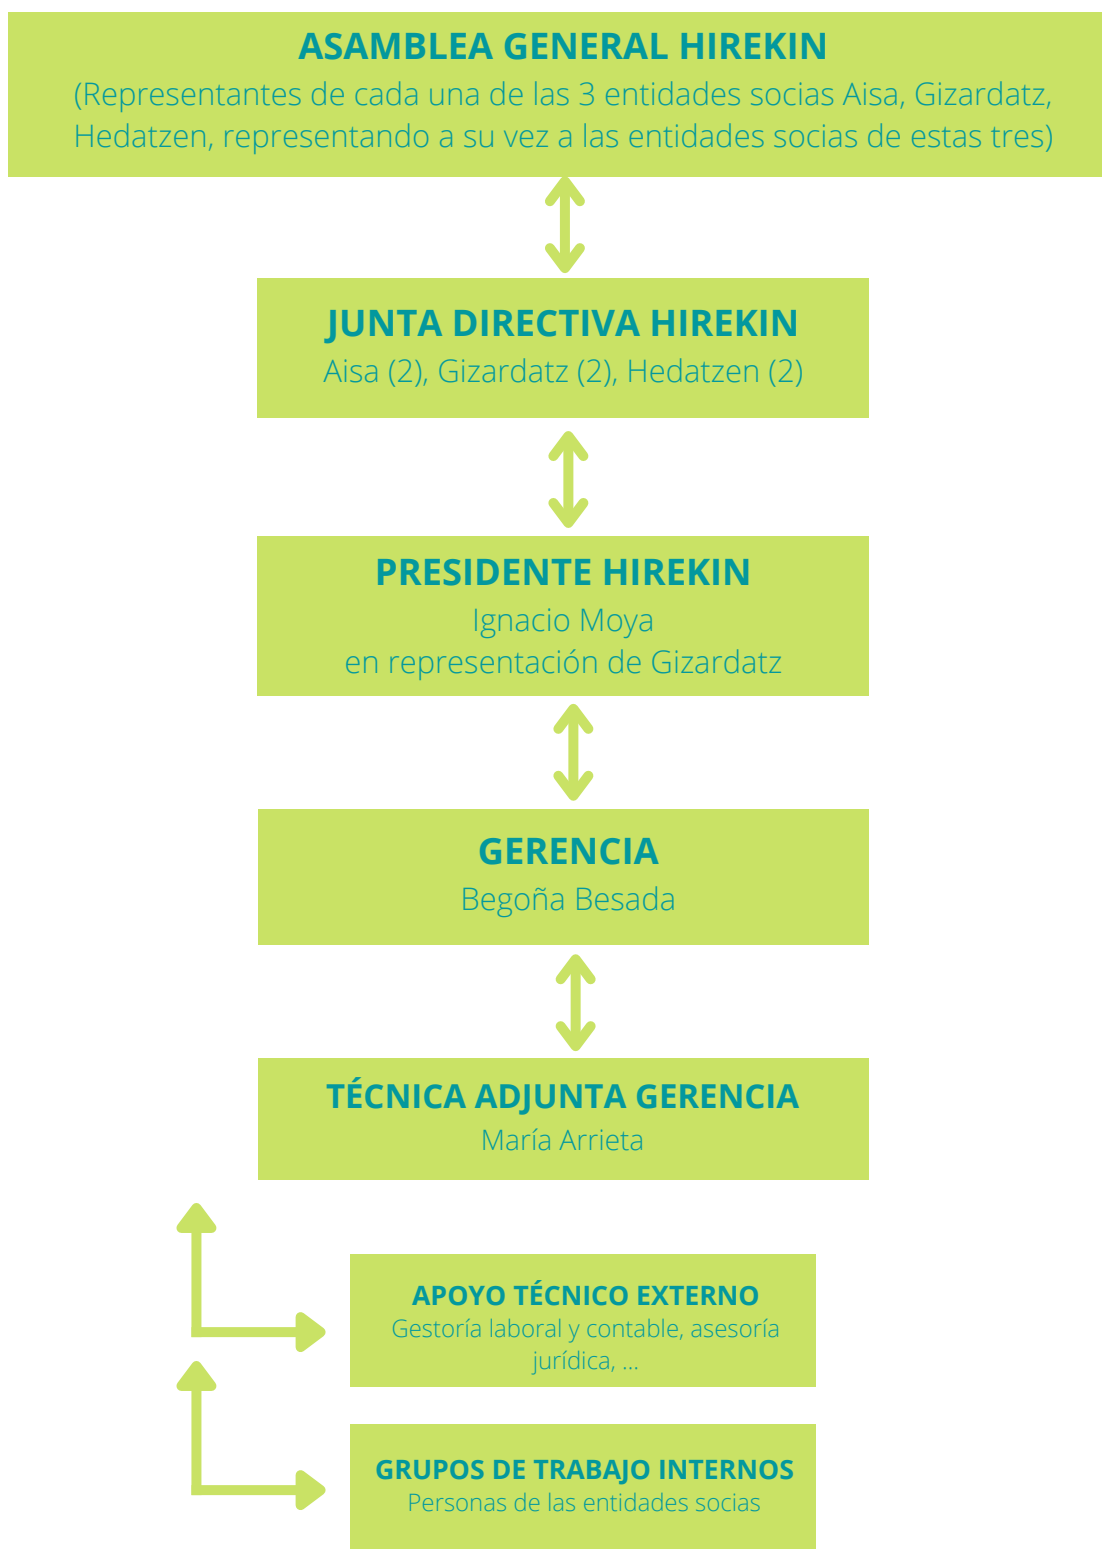 ASAMBLEA GENERAL HIREKIN
(Representantes de cada una de las 3 entidades socias Aisa, Gizardatz,
Hedatzen, representando a su vez a las entidades socias de estas tres)
JUNTA DIRECTIVA HIREKIN
Aisa (2), Gizardatz (2), Hedatzen (2)
PRESIDENTE HIREKIN
Ignacio Moya
en representación de Gizardatz
GERENCIA
Begoña Besada
TÉCNICA ADJUNTA GERENCIA
María Arrieta
APOYO TÉCNICO EXTERNO
Gestoría laboral y contable, asesoría
jurídica, ...
GRUPOS DE TRABAJO INTERNOS
Personas de las entidades socias